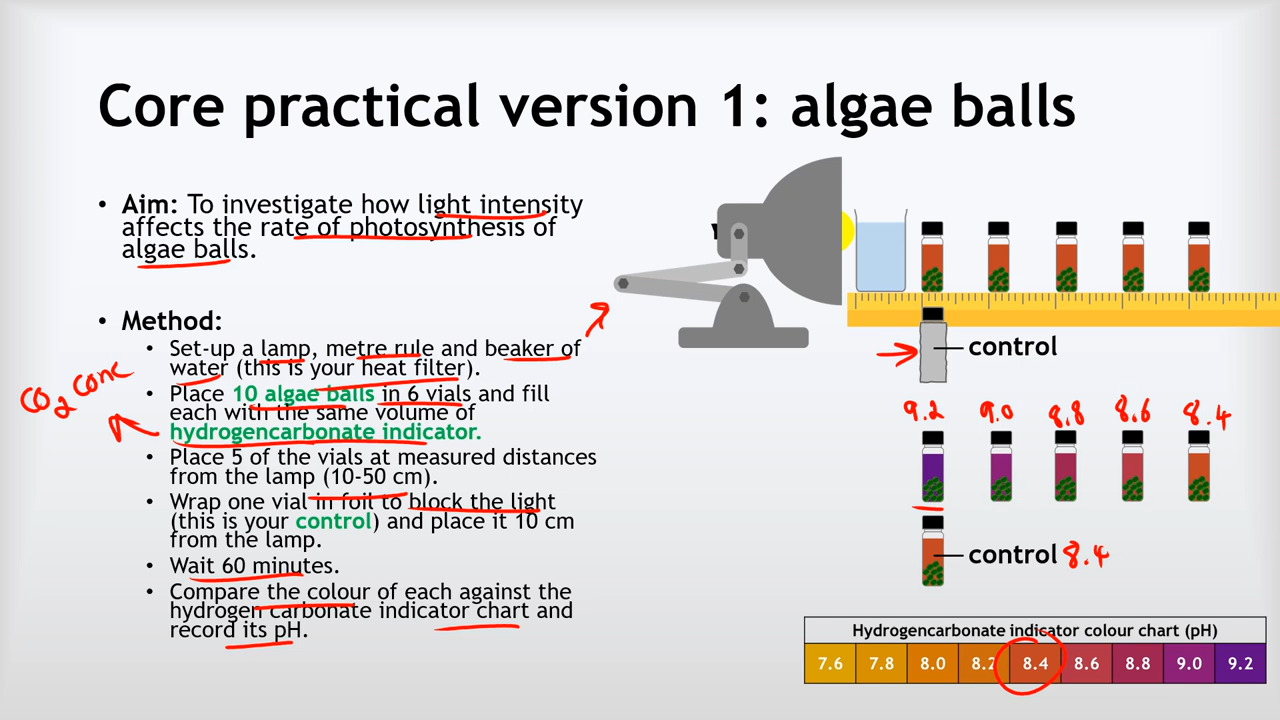 Core practical version 1: algae balls
• Aim: To investigate how light intensity
affects the rate of photosynthesis of
algae balls.
• Method:
• Set-up a lamp, metre rule and beaker of
water (this is your heat filter).
• Place 10 algae balls in 6 vials and fill
each with the same volume of
hydrogencarbonate indicator.
• Place 5 of the vials at measured distances
from the lamp (10-50 cm).
• Wrap one vial in foil to block the light
(this is your control) and place it 10 cm
from the lamp.
• Wait 60 minutes.
• Compare the colour of each against the
hydrogen carbonate indicator chart and
record its pH.
CO2 conc
control
9.2 9.0 8.8 8.6 8.4
control 8.4
Hydrogencarbonate indicator colour chart (pH)
7.6 7.8 8.0 8.2 8.4 8.6 8.8 9.0 9.2